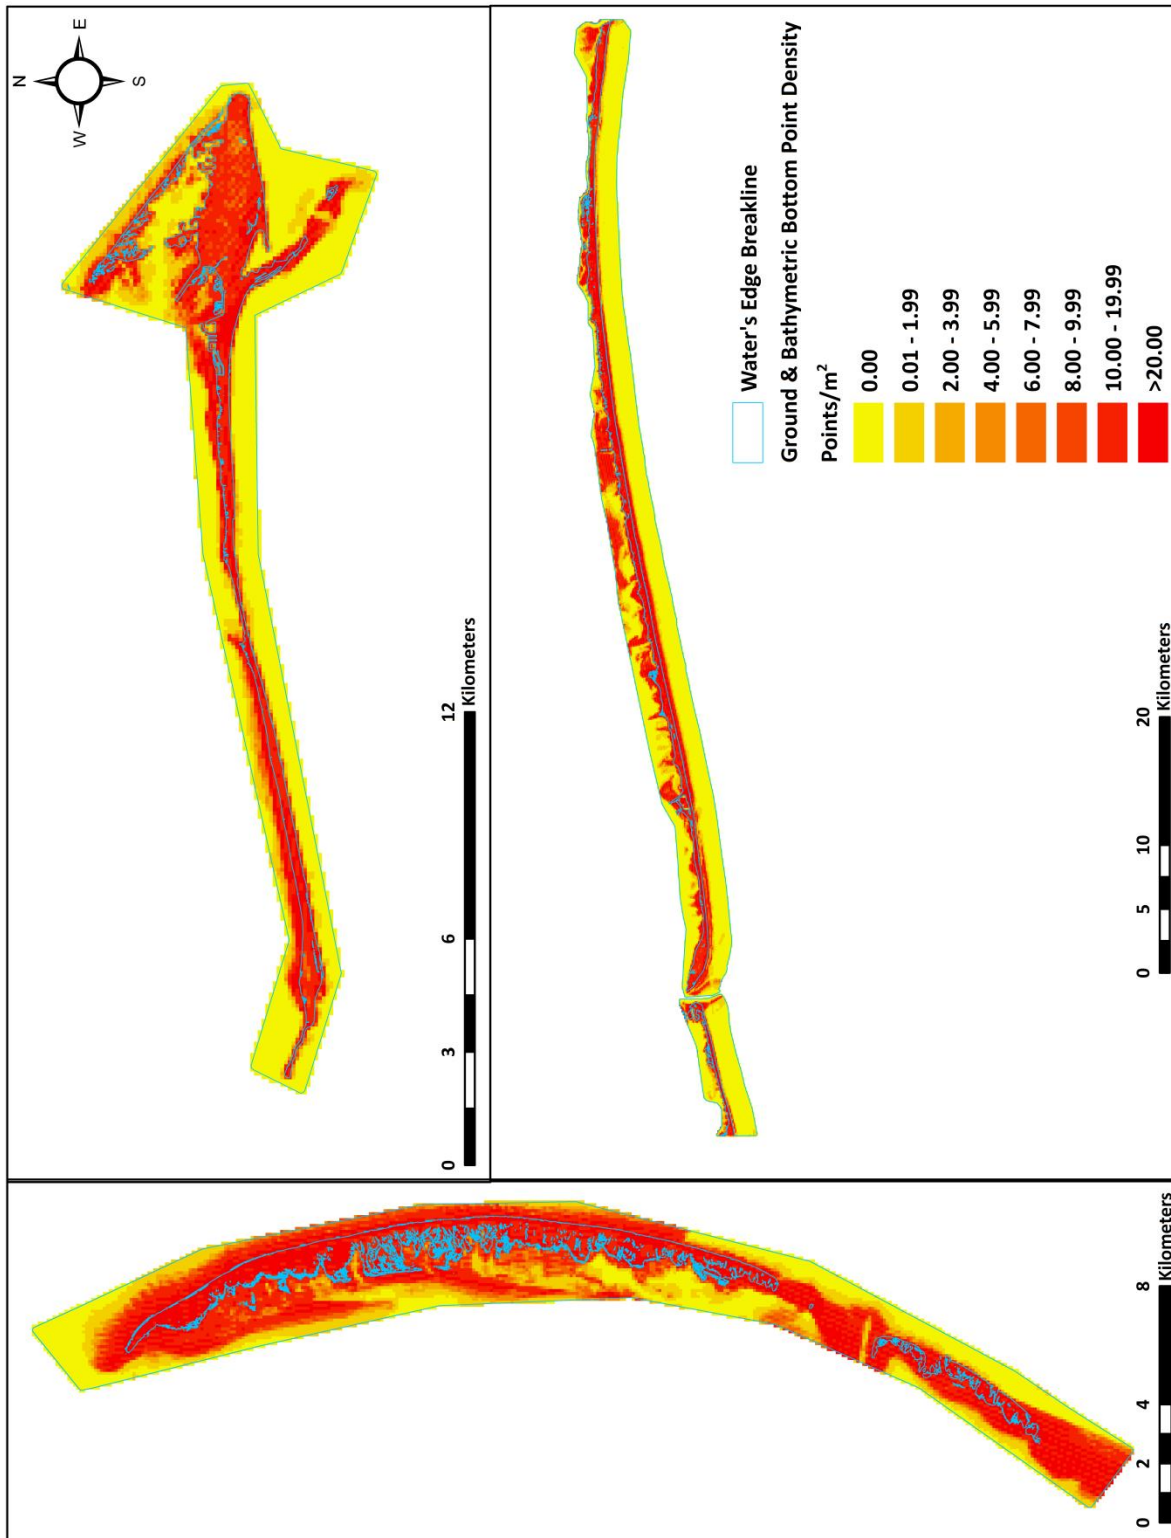 N
E
S
W
0 3 6 12
Kilometers
Water's Edge Breakline
Ground & Bathymetric Bottom Point Density
Points/m²
0.00
0.01 - 1.99
2.00 - 3.99
4.00 - 5.99
6.00 - 7.99
8.00 - 9.99
10.00 - 19.99
>20.00
0 5 10 20
Kilometers
0 2 4 8
Kilometers